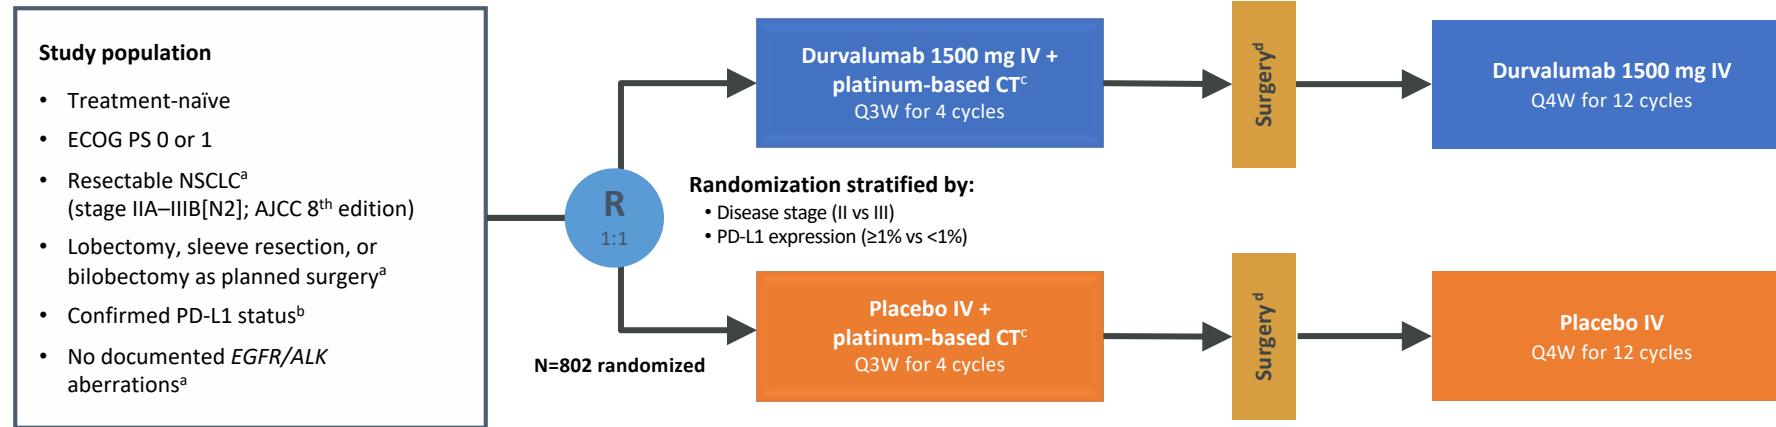 Study population
• Treatment-naïve
• ECOG PS 0 or 1
• Resectable NSCLCᵃ
(stage IIA–IIIB[N2]; AJCC 8ᵗʰ edition)
• Lobectomy, sleeve resection, or
bilobectomy as planned surgeryᵃ
• Confirmed PD-L1 statusᵇ
• No documented EGFR/ALK
aberrationsᵃ
R
1:1
N=802 randomized
Randomization stratified by:
• Disease stage (II vs III)
• PD-L1 expression (≥1% vs <1%)
Durvalumab 1500 mg IV +
platinum-based CTᶜ
Q3W for 4 cycles
Surgeryᵈ
Durvalumab 1500 mg IV
Q4W for 12 cycles
Placebo IV +
platinum-based CTᶜ
Q3W for 4 cycles
Surgery ᵈ
Placebo IV
Q4W for 12 cycles